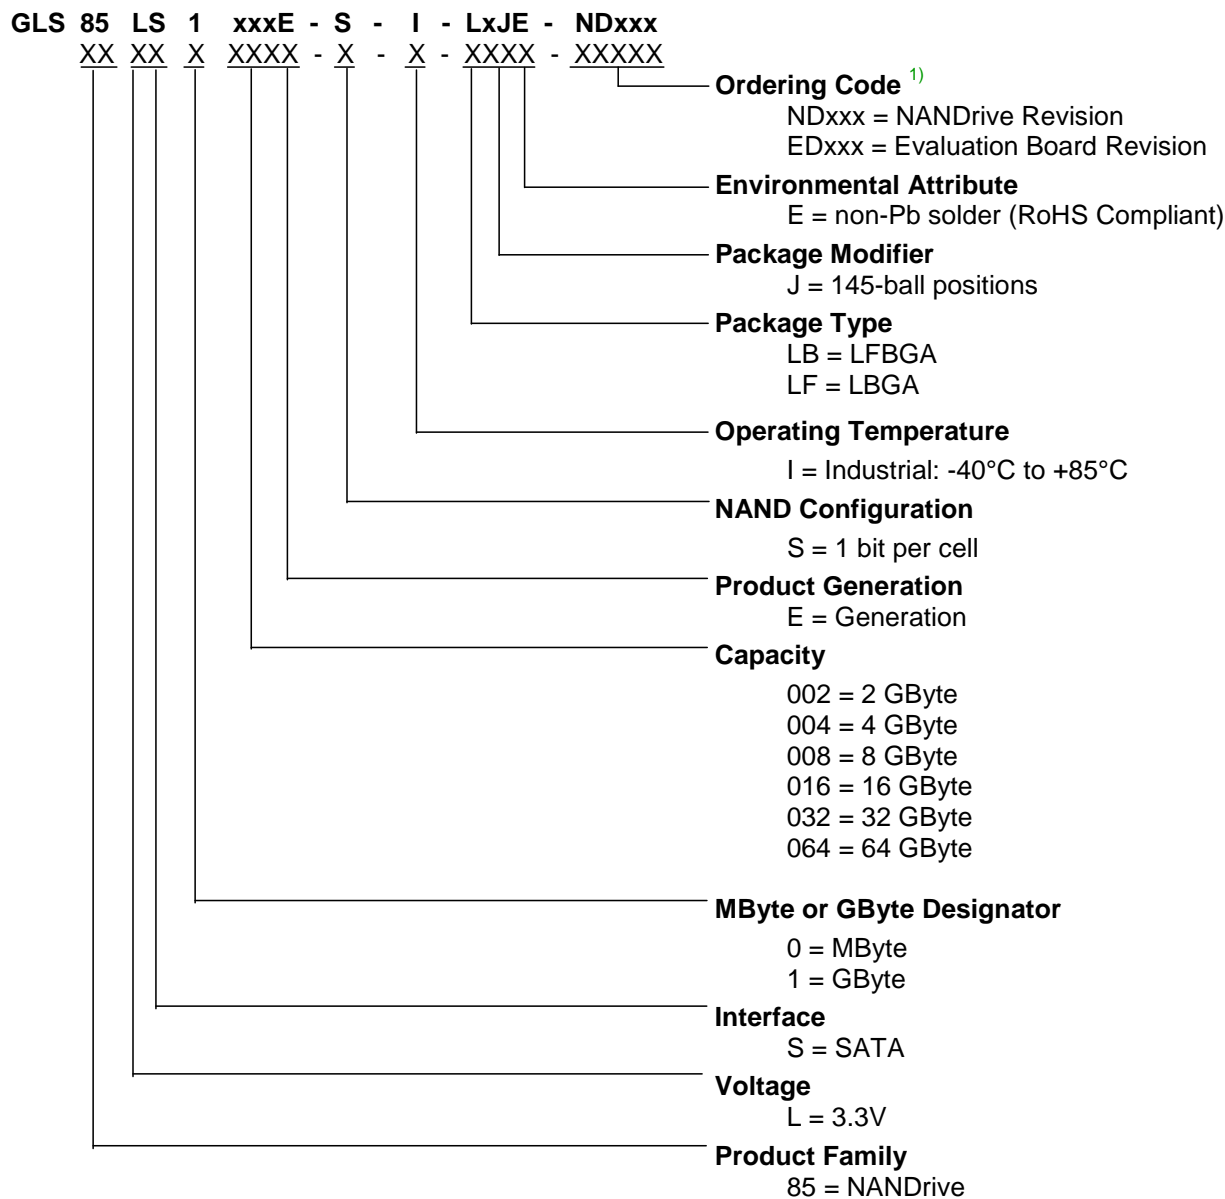 GLS 85 LS 1 xxxE - S - I - LxJE - NDxxx
XX XX X XXXX - X - X - XXXX - XXXXX
Ordering Code 1)
NDxxx = NANDrive Revision
EDxxx = Evaluation Board Revision
Environmental Attribute
E = non-Pb solder (RoHS Compliant)
Package Modifier
J = 145-ball positions
Package Type
LB = LFBGA
LF = LBGA
Operating Temperature
I = Industrial: -40°C to +85°C
NAND Configuration
S = 1 bit per cell
Product Generation
E = Generation
Capacity
002 = 2 GByte
004 = 4 GByte
008 = 8 GByte
016 = 16 GByte
032 = 32 GByte
064 = 64 GByte
MByte or GByte Designator
0 = MByte
1 = GByte
Interface
S = SATA
Voltage
L = 3.3V
Product Family
85 = NANDrive